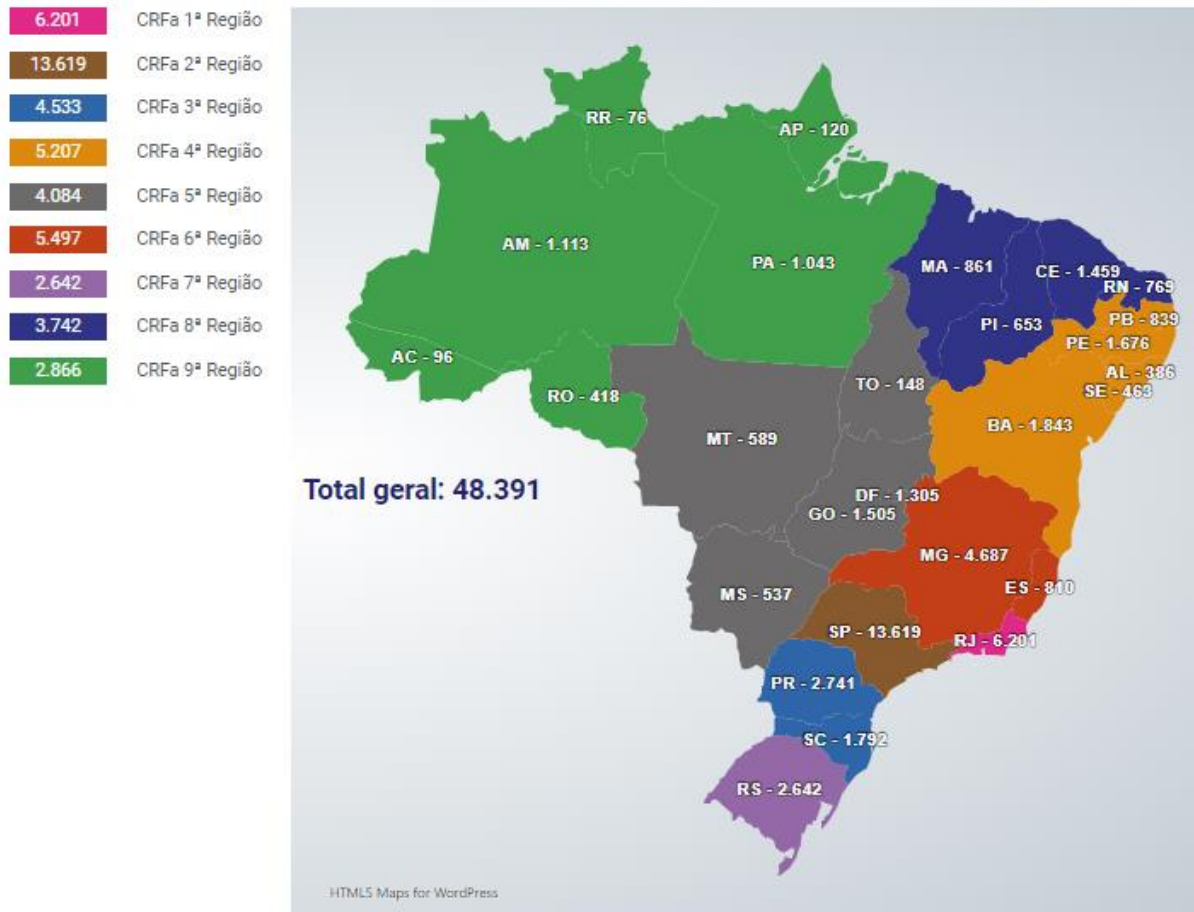 6.201 CRFa 1ª Região
13.619 CRFa 2ª Região
4.533 CRFa 3ª Região
5.207 CRFa 4ª Região
4.084 CRFa 5ª Região
5.497 CRFa 6ª Região
2.642 CRFa 7ª Região
3.742 CRFa 8ª Região
2.866 CRFa 9ª Região
RR - 76
AP - 120
AM - 1.113
PA - 1.043
MA - 861
CE - 1.459
RN - 769
PI - 653
PB - 839
PE - 1.676
AC - 96
AL - 386
TO - 148
SE - 463
RO - 418
BA - 1.843
MT - 589
Total geral: 48.391
DF - 1.305
GO - 1.505
MG - 4.687
ES - 810
MS - 537
SP - 13.619
RJ - 6.201
PR - 2.741
SC - 1.792
RS - 2.642
HTML5 Maps for WordPress